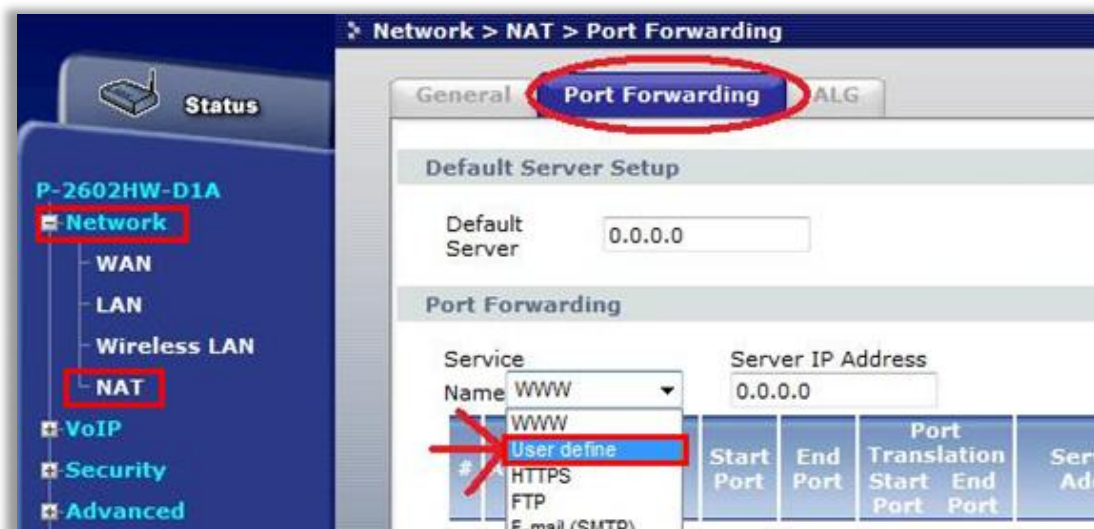 Network > NAT > Port Forwarding
Status
P-2602HW-D1A
Network
WAN
LAN
Wireless LAN
NAT
VoIP
Security
Advanced
General Port Forwarding ALG
Default Server Setup
Default
Server 0.0.0.0
Port Forwarding
Service Server IP Address
Name WWW 0.0.0.0
WWW
User define
HTTPS
FTP
E-mail (SMTP)
#
Start
Port
End
Port
Port
Translation
Start End
Port Port